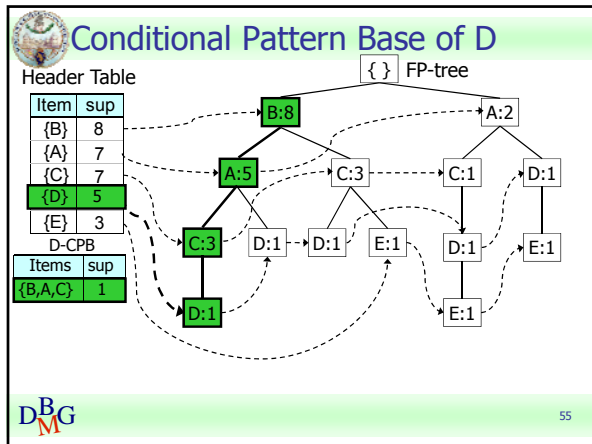 Conditional Pattern Base of D
Header Table
{ } FP-tree
Item sup
{B} 8
{A} 7
{C} 7
{D} 5
{E} 3
D-CPB
Items sup
{B,A,C} 1
B:8 A:2
A:5 C:3 C:1 D:1
C:3 D:1 D:1 E:1 D:1 E:1
D:1 E:1
DBMG
55